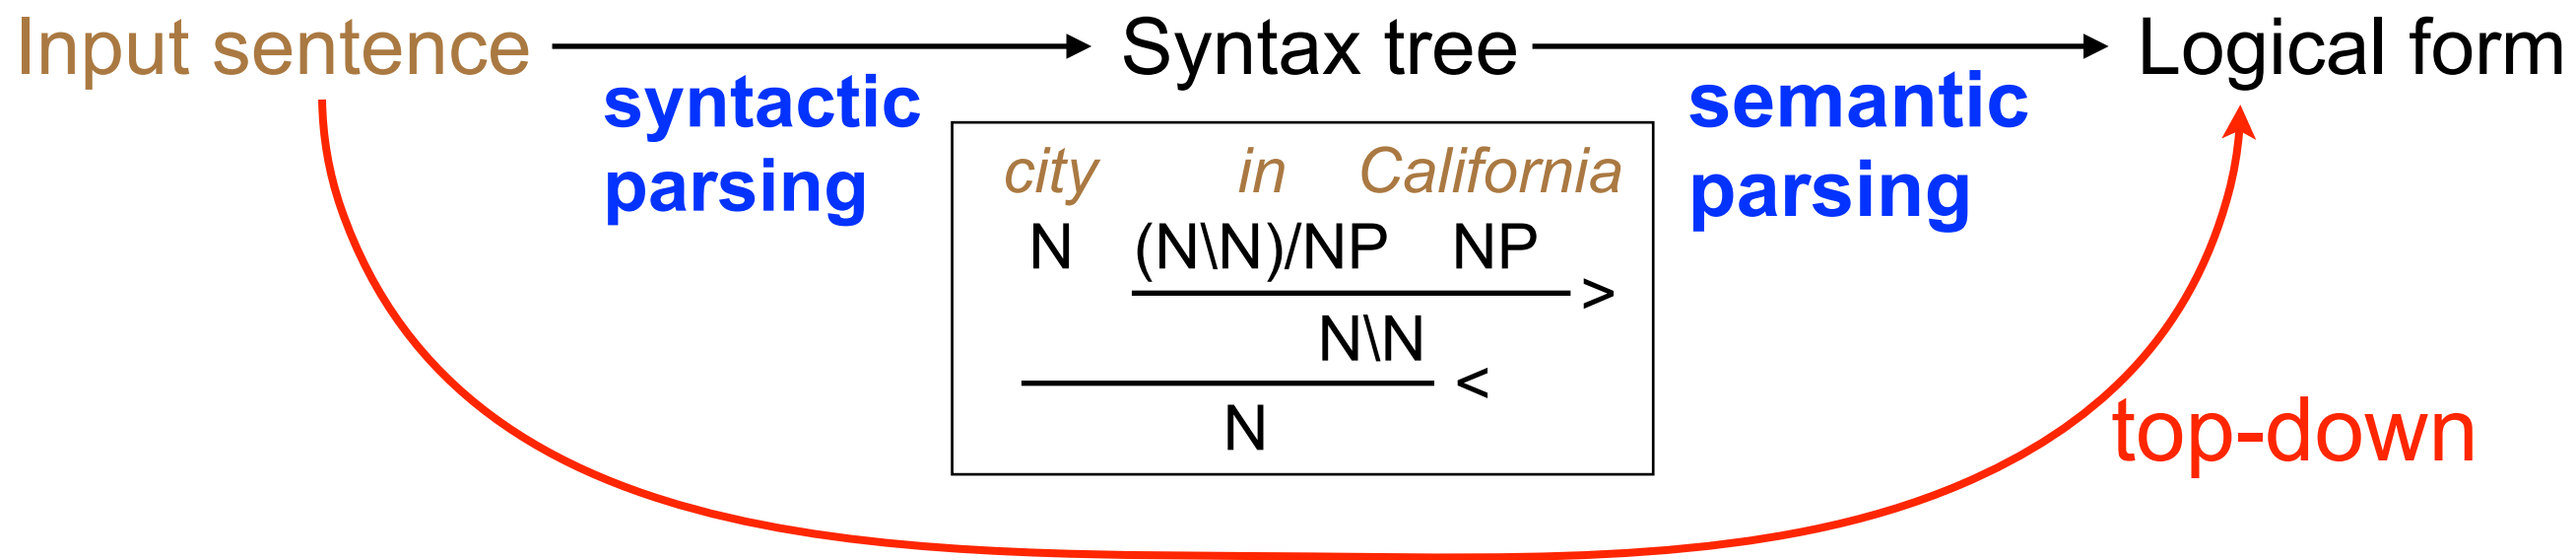 Input sentence Syntax tree Logical form
syntactic parsing
semantic parsing
city in California
N (N\N)/NP NP
>
N\N
<
N
top-down